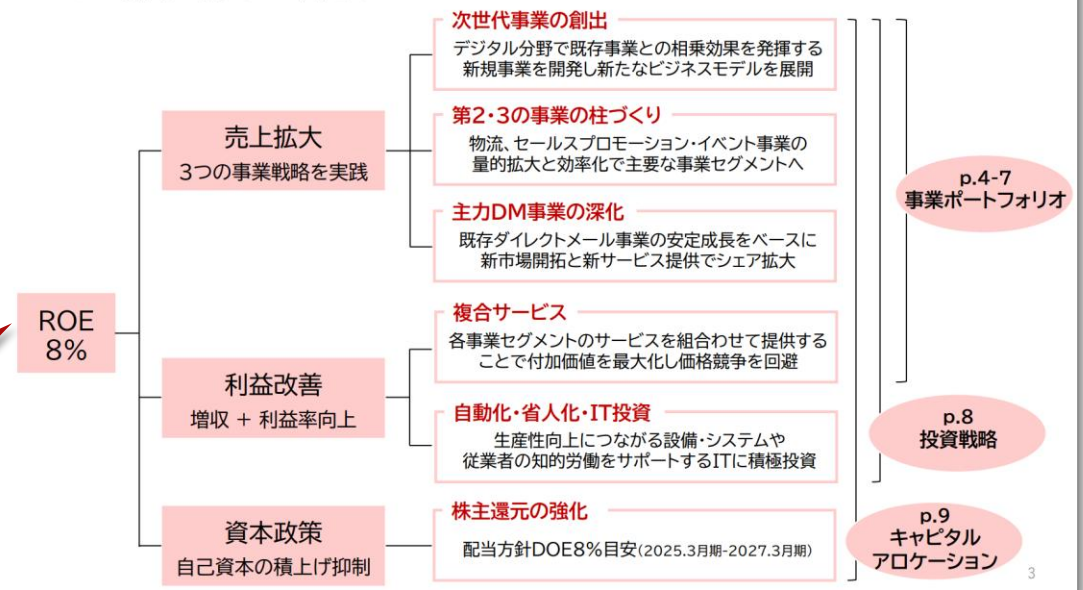 ROE
8%
売上拡大
3つの事業戦略を実践
次世代事業の創出
デジタル分野で既存事業との相乗効果を発揮する
新規事業を開発し新たなビジネスモデルを展開
第2・3の事業の柱づくり
物流、セールスプロモーション・イベント事業の
量的拡大と効率化で主要な事業セグメントへ
主力DM事業の深化
既存ダイレクトメール事業の安定成長をベースに
新市場開拓と新サービス提供でシェア拡大
利益改善
増収 + 利益率向上
複合サービス
各事業セグメントのサービスを組合わせて提供する
ことで付加価値を最大化し価格競争を回避
自動化・省人化・IT投資
生産性向上につながる設備・システムや
従業者の知的労働をサポートするITに積極投資
資本政策
自己資本の積上げ抑制
株主還元の強化
配当方針DOE8%目安(2025.3月期-2027.3月期)
p.4-7
事業ポートフォリオ
p.8
投資戦略
p.9
キャピタル
アロケーション
3